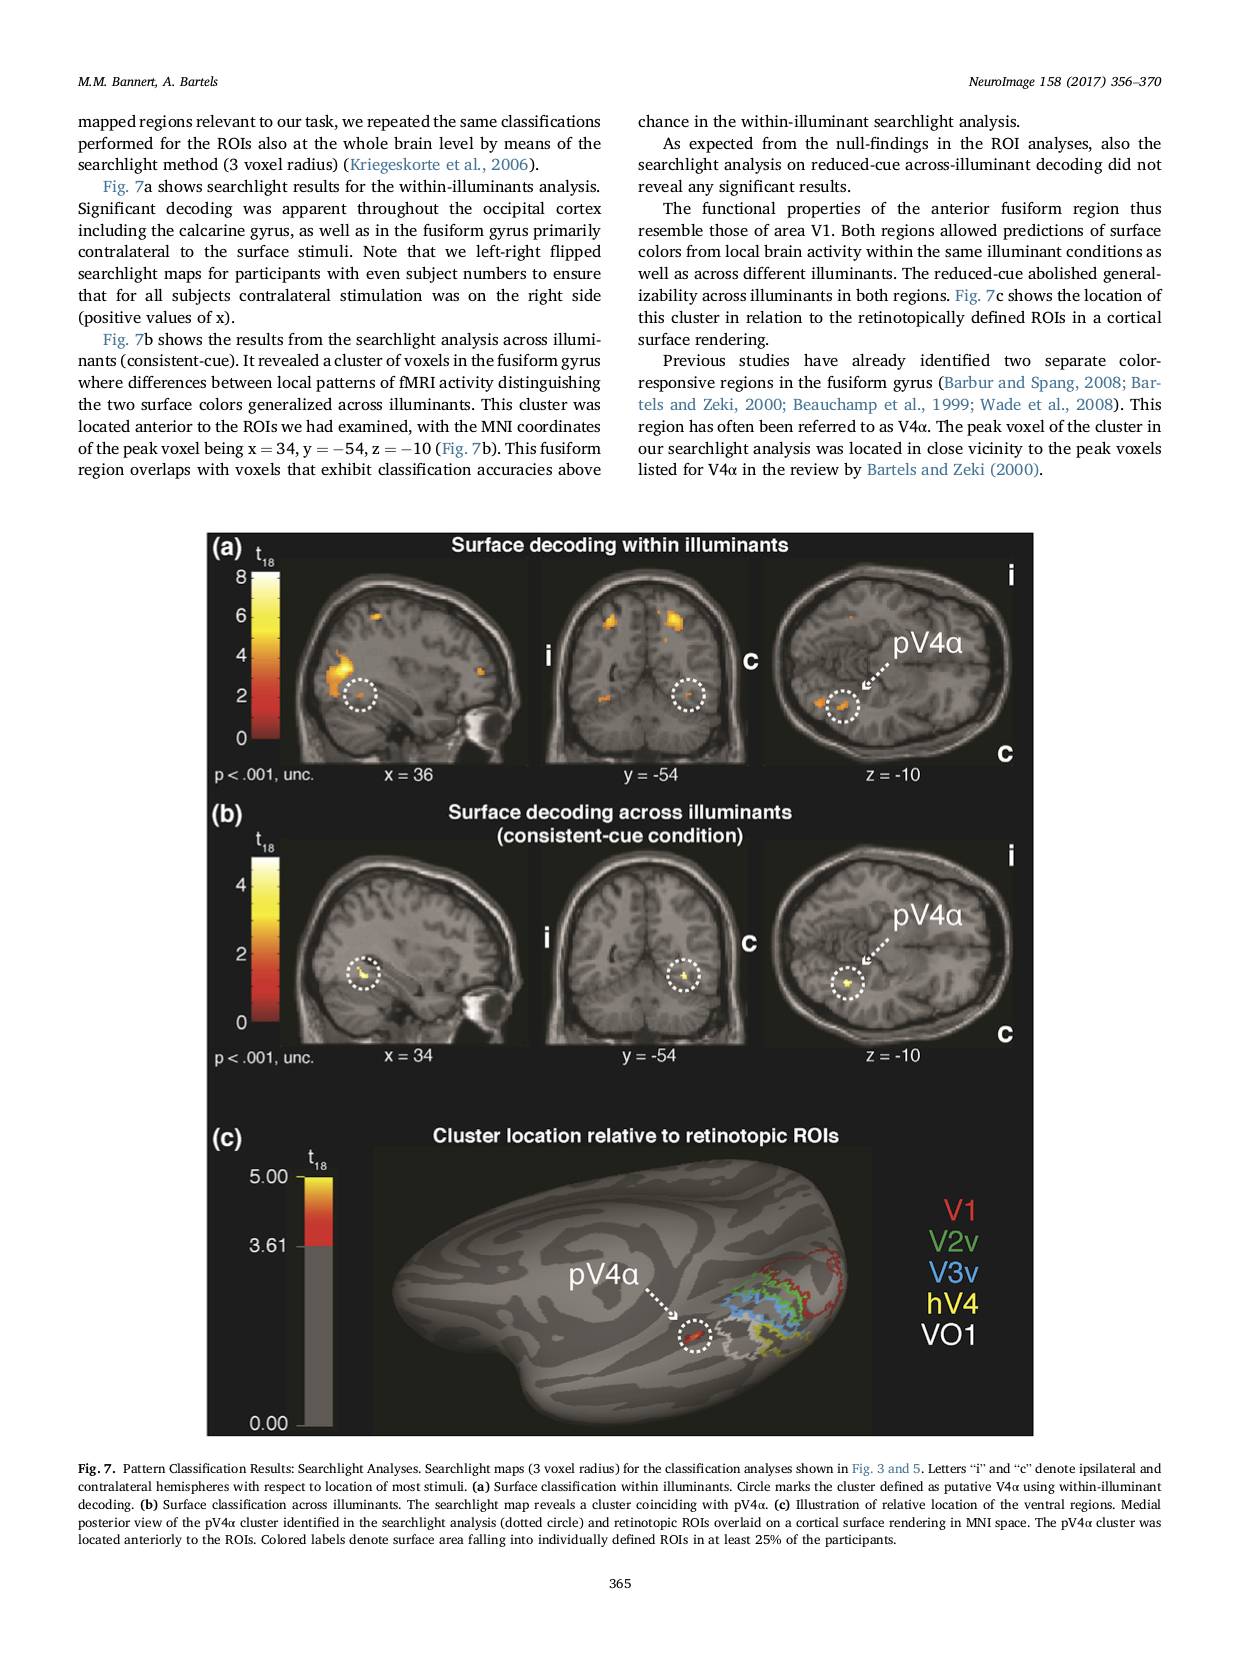 M.M. Bannert, A. Bartels
NeuroImage 158 (2017) 356–370
mapped regions relevant to our task, we repeated the same classifications
performed for the ROIs also at the whole brain level by means of the
searchlight method (3 voxel radius) (Kriegeskorte et al., 2006).
Fig. 7a shows searchlight results for the within-illuminants analysis.
Significant decoding was apparent throughout the occipital cortex
including the calcarine gyrus, as well as in the fusiform gyrus primarily
contralateral to the surface stimuli. Note that we left-right flipped
searchlight maps for participants with even subject numbers to ensure
that for all subjects contralateral stimulation was on the right side
(positive values of x).
Fig. 7b shows the results from the searchlight analysis across illumi-
nants (consistent-cue). It revealed a cluster of voxels in the fusiform gyrus
where differences between local patterns of fMRI activity distinguishing
the two surface colors generalized across illuminants. This cluster was
located anterior to the ROIs we had examined, with the MNI coordinates
of the peak voxel being x = 34, y = −54, z = −10 (Fig. 7b). This fusiform
region overlaps with voxels that exhibit classification accuracies above
chance in the within-illuminant searchlight analysis.
As expected from the null-findings in the ROI analyses, also the
searchlight analysis on reduced-cue across-illuminant decoding did not
reveal any significant results.
The functional properties of the anterior fusiform region thus
resemble those of area V1. Both regions allowed predictions of surface
colors from local brain activity within the same illuminant conditions as
well as across different illuminants. The reduced-cue abolished general-
izability across illuminants in both regions. Fig. 7c shows the location of
this cluster in relation to the retinotopically defined ROIs in a cortical
surface rendering.
Previous studies have already identified two separate color-
responsive regions in the fusiform gyrus (Barbur and Spang, 2008; Bar-
tels and Zeki, 2000; Beauchamp et al., 1999; Wade et al., 2008). This
region has often been referred to as V4α. The peak voxel of the cluster in
our searchlight analysis was located in close vicinity to the peak voxels
listed for V4α in the review by Bartels and Zeki (2000).
(a)
Surface decoding within illuminants
t18
8
6
4
2
0
i
c
i
pV4α
c
p < .001, unc.
x = 36
y = -54
z = -10
(b)
Surface decoding across illuminants
(consistent-cue condition)
t18
4
2
0
i
c
i
pV4α
c
p < .001, unc.
x = 34
y = -54
z = -10
(c)
Cluster location relative to retinotopic ROIs
t18
5.00
3.61
0.00
pV4α
V1
V2v
V3v
hV4
VO1
Fig. 7. Pattern Classification Results: Searchlight Analyses. Searchlight maps (3 voxel radius) for the classification analyses shown in Fig. 3 and 5. Letters “i” and “c” denote ipsilateral and
contralateral hemispheres with respect to location of most stimuli. (a) Surface classification within illuminants. Circle marks the cluster defined as putative V4α using within-illuminant
decoding. (b) Surface classification across illuminants. The searchlight map reveals a cluster coinciding with pV4α. (c) Illustration of relative location of the ventral regions. Medial
posterior view of the pV4α cluster identified in the searchlight analysis (dotted circle) and retinotopic ROIs overlaid on a cortical surface rendering in MNI space. The pV4α cluster was
located anteriorly to the ROIs. Colored labels denote surface area falling into individually defined ROIs in at least 25% of the participants.
365